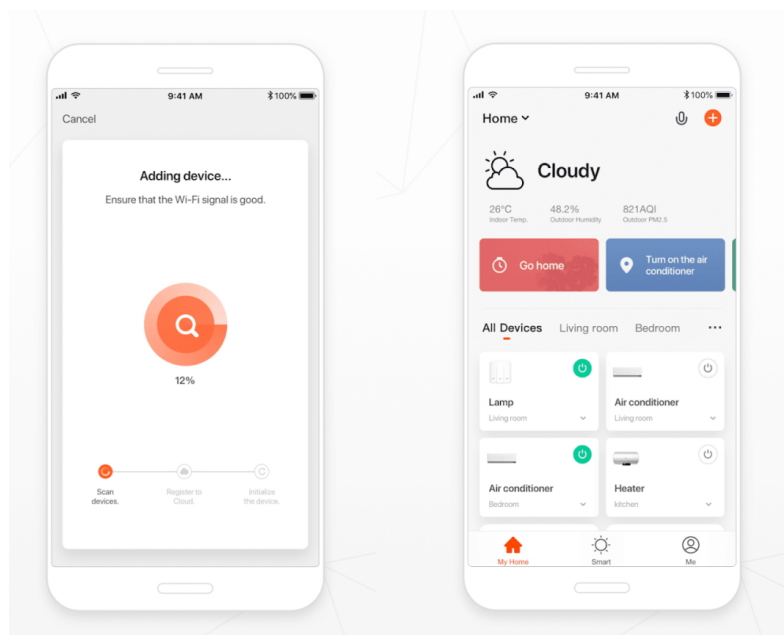 9:41 AM
100%
Cancel
Adding device...
Ensure that the Wi-Fi signal is good.
12%
Scan
devices.
Register to
Cloud.
Initialize
the device.
9:41 AM
100%
Home
Cloudy
26°C
Indoor Temp.
48.2%
Outdoor Humidity
821AQI
Outdoor PM2.5
Go home
Turn on the air
conditioner
All Devices
Living room
Bedroom
Lamp
Living room
Air conditioner
Living room
Air conditioner
Bedroom
Heater
kitchen
My Home
Smart
Me